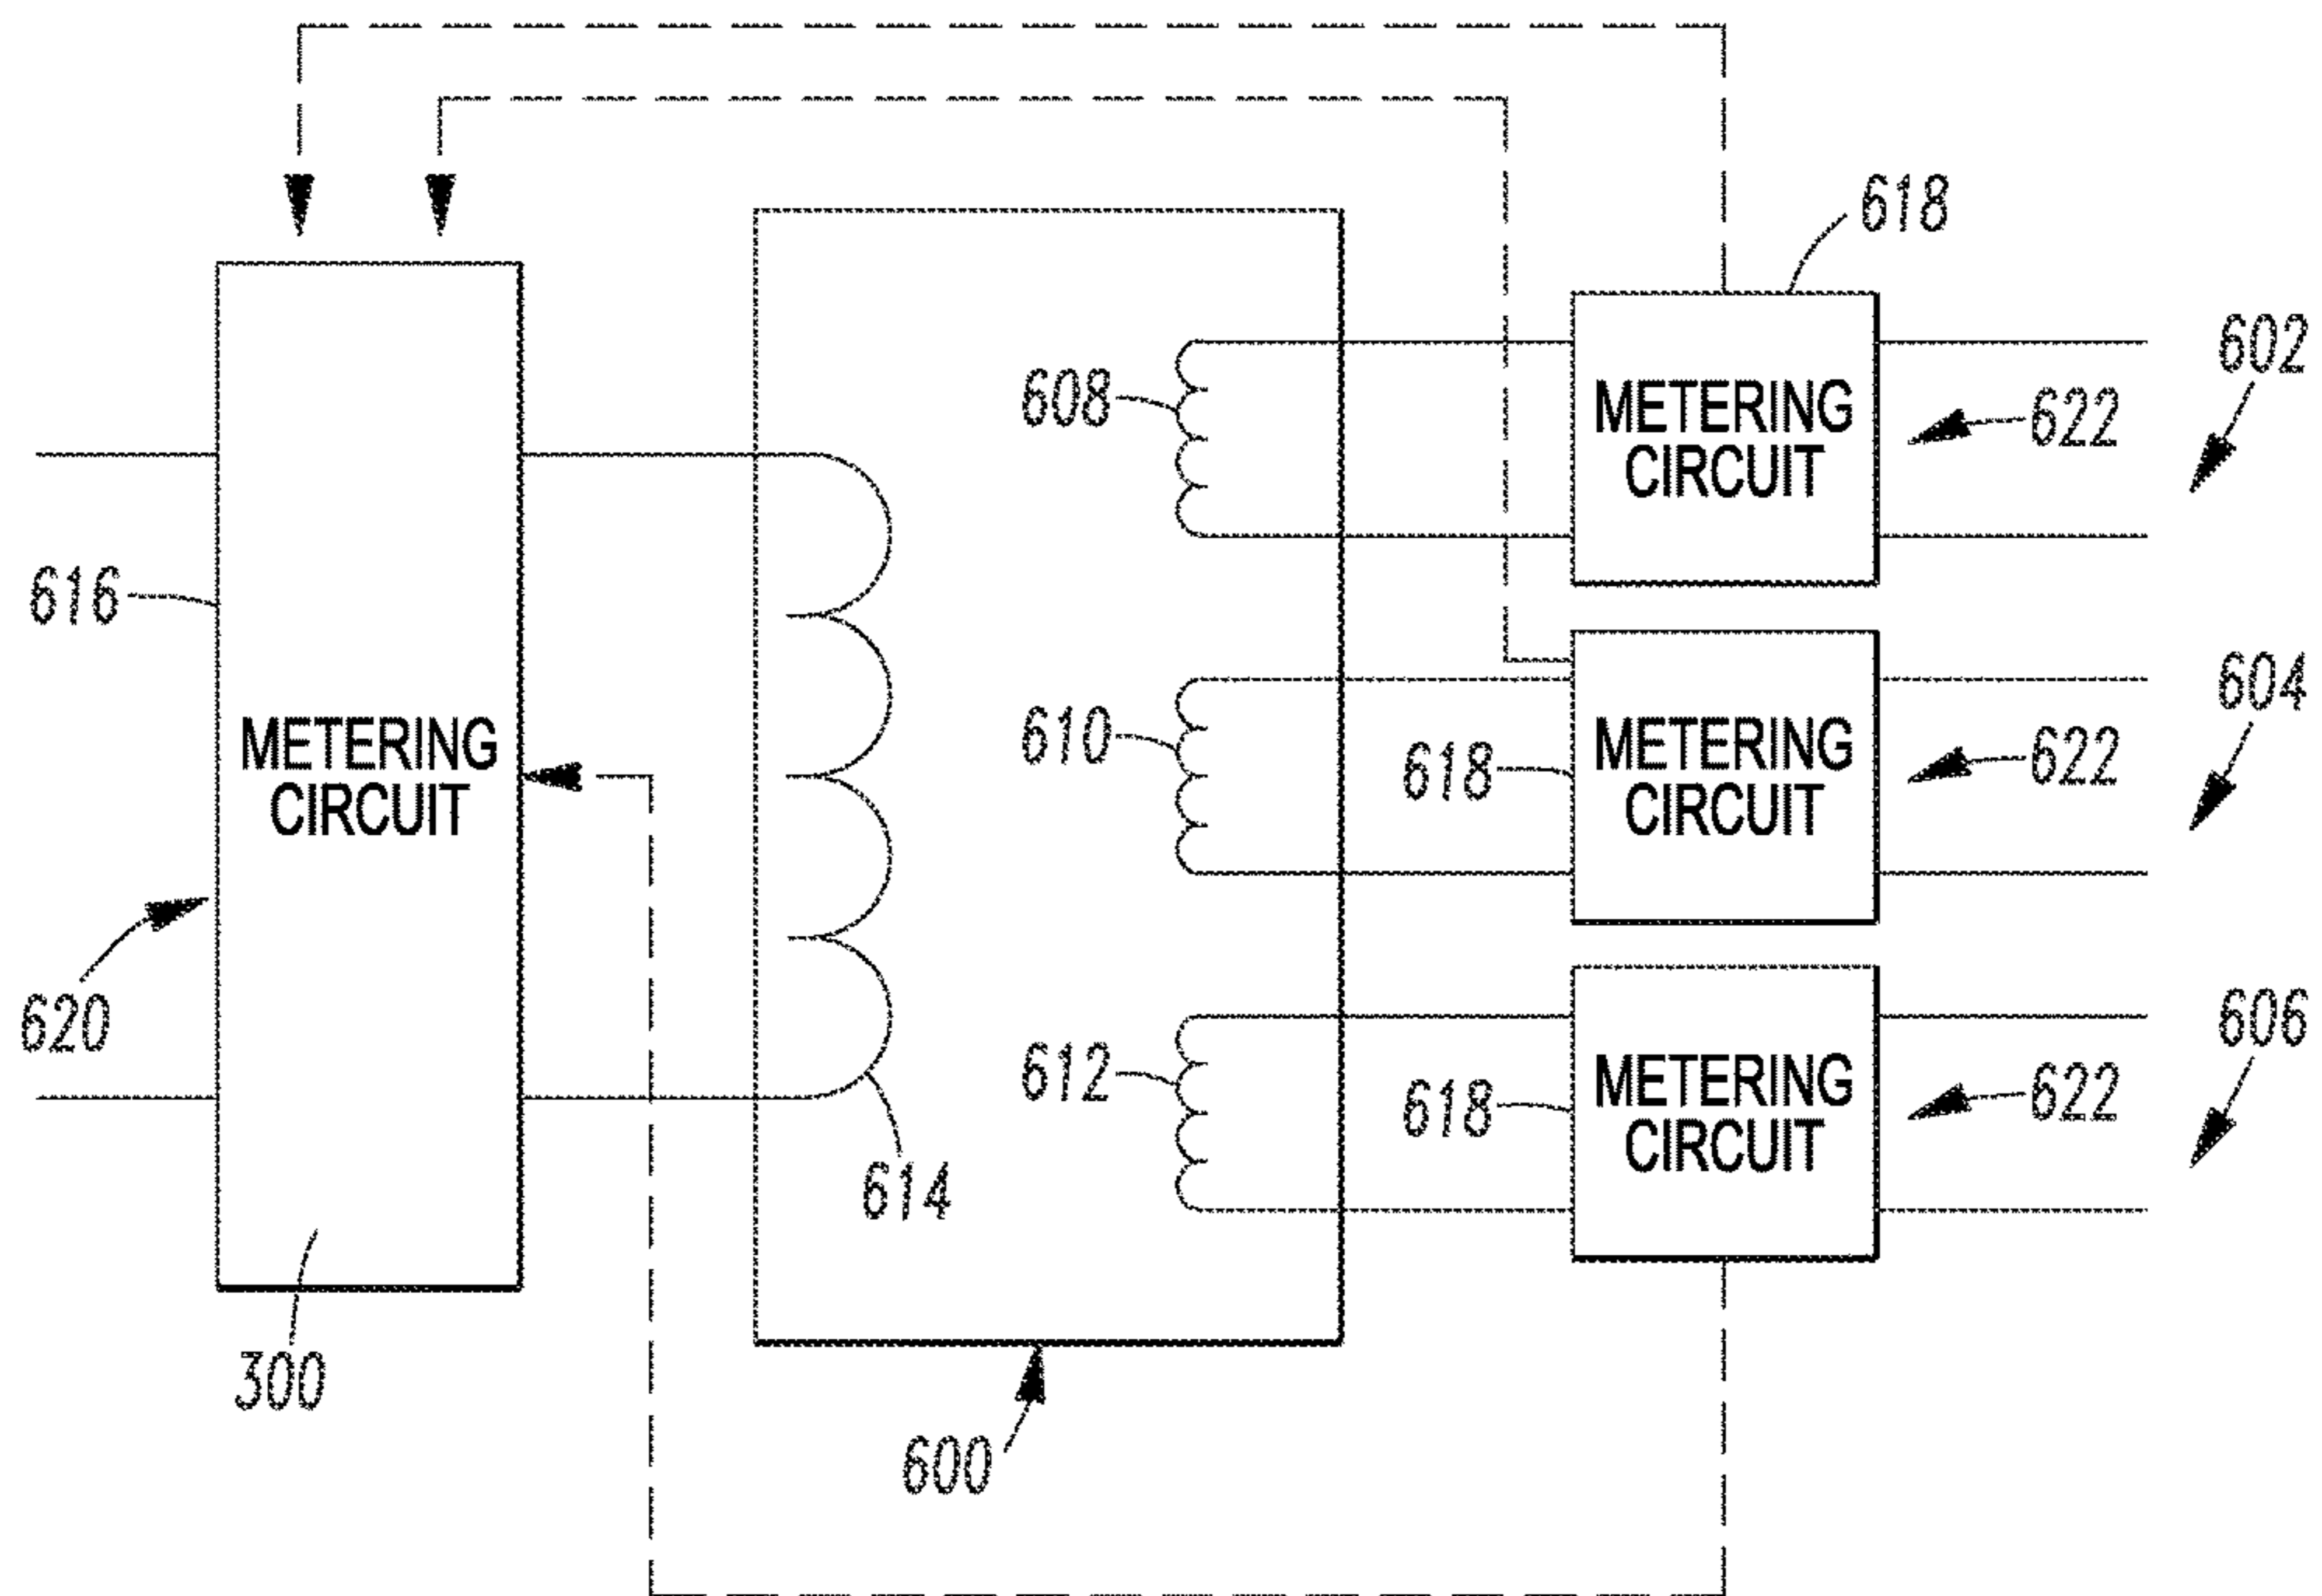 618
602
608
METERING
CIRCUIT
622
616
604
METERING
CIRCUIT
610
618
METERING
CIRCUIT
622
620
606
612
618
METERING
CIRCUIT
622
614
300
600